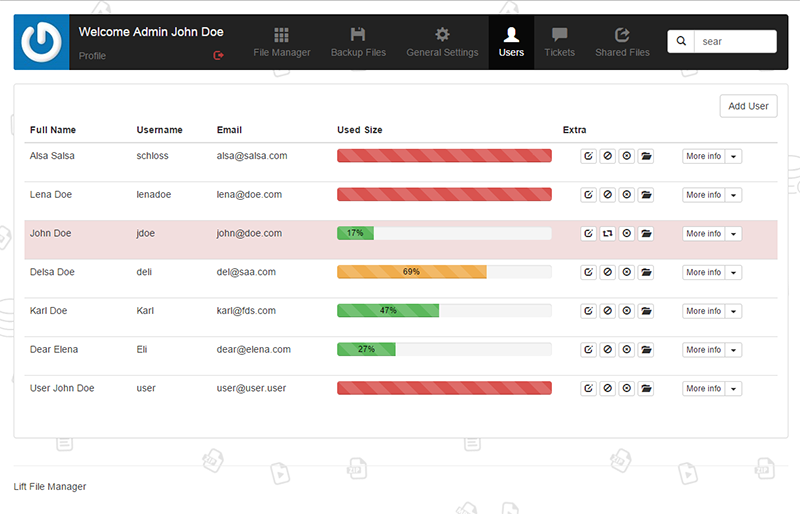 Welcome Admin John Doe
Profile
File Manager
Backup Files
General Settings
Users
Tickets
Shared Files
sear
Add User
Full Name Username Email Used Size Extra
Alsa Salsa schloss alsa@salsa.com More info
Lena Doe lenadoe lena@doe.com More info
John Doe jdoe john@doe.com 17% More info
Delsa Doe deli del@saa.com 69% More info
Karl Doe Karl karl@fds.com 47% More info
Dear Elena Eli dear@elena.com 27% More info
User John Doe user user@user.user More info
ZIP
ZIP
ZIP
Lift File Manager